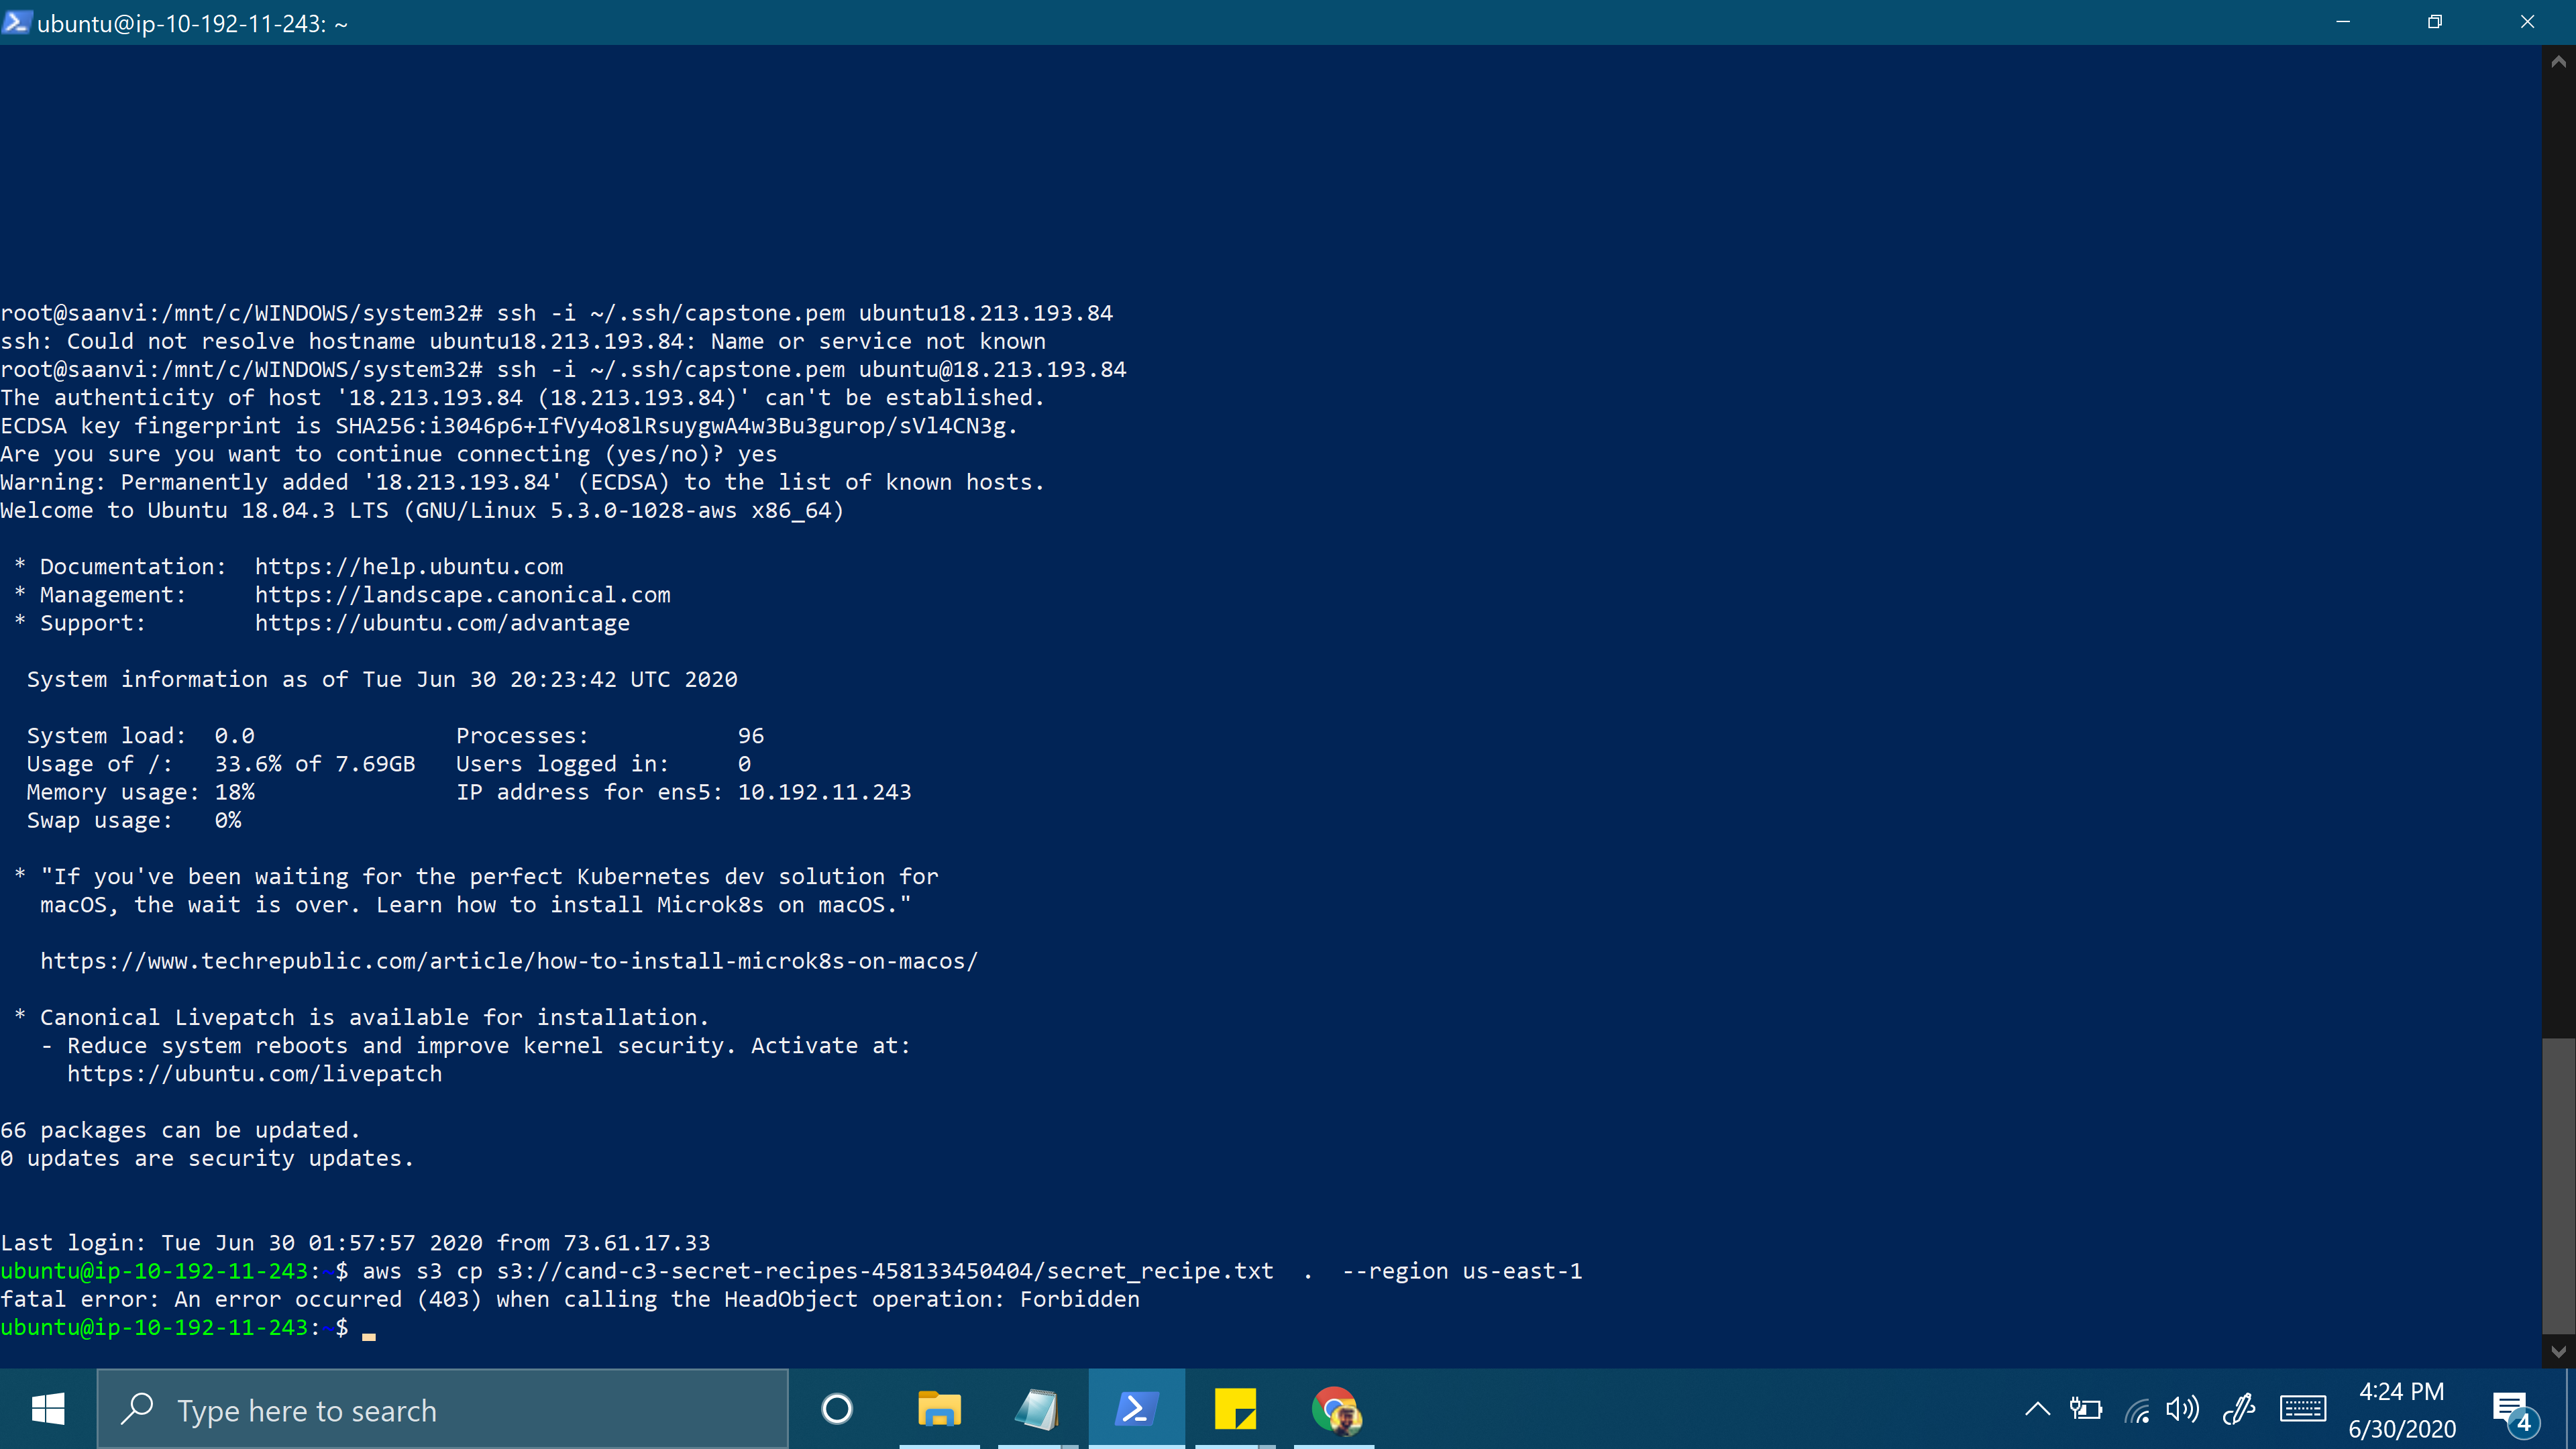 ubuntu@ip-10-192-11-243: ~
root@saanvi:/mnt/c/WINDOWS/system32# ssh -i ~/.ssh/capstone.pem ubuntu18.213.193.84
ssh: Could not resolve hostname ubuntu18.213.193.84: Name or service not known
root@saanvi:/mnt/c/WINDOWS/system32# ssh -i ~/.ssh/capstone.pem ubuntu@18.213.193.84
The authenticity of host '18.213.193.84 (18.213.193.84)' can't be established.
ECDSA key fingerprint is SHA256:i3046p6+IfVy4o8lRsuygwA4w3Bu3gurop/sVl4CN3g.
Are you sure you want to continue connecting (yes/no)? yes
Warning: Permanently added '18.213.193.84' (ECDSA) to the list of known hosts.
Welcome to Ubuntu 18.04.3 LTS (GNU/Linux 5.3.0-1028-aws x86_64)
* Documentation:  https://help.ubuntu.com
* Management:     https://landscape.canonical.com
* Support:        https://ubuntu.com/advantage
System information as of Tue Jun 30 20:23:42 UTC 2020
System load:  0.0               Processes:           96
Usage of /:   33.6% of 7.69GB   Users logged in:     0
Memory usage: 18%               IP address for ens5: 10.192.11.243
Swap usage:   0%
* "If you've been waiting for the perfect Kubernetes dev solution for
macOS, the wait is over. Learn how to install Microk8s on macOS."
https://www.techrepublic.com/article/how-to-install-microk8s-on-macos/
* Canonical Livepatch is available for installation.
- Reduce system reboots and improve kernel security. Activate at:
https://ubuntu.com/livepatch
66 packages can be updated.
0 updates are security updates.
Last login: Tue Jun 30 01:57:57 2020 from 73.61.17.33
ubuntu@ip-10-192-11-243:~$ aws s3 cp s3://cand-c3-secret-recipes-458133450404/secret_recipe.txt  .  --region us-east-1
fatal error: An error occurred (403) when calling the HeadObject operation: Forbidden
ubuntu@ip-10-192-11-243:~$
Type here to search
4:24 PM
6/30/2020
4